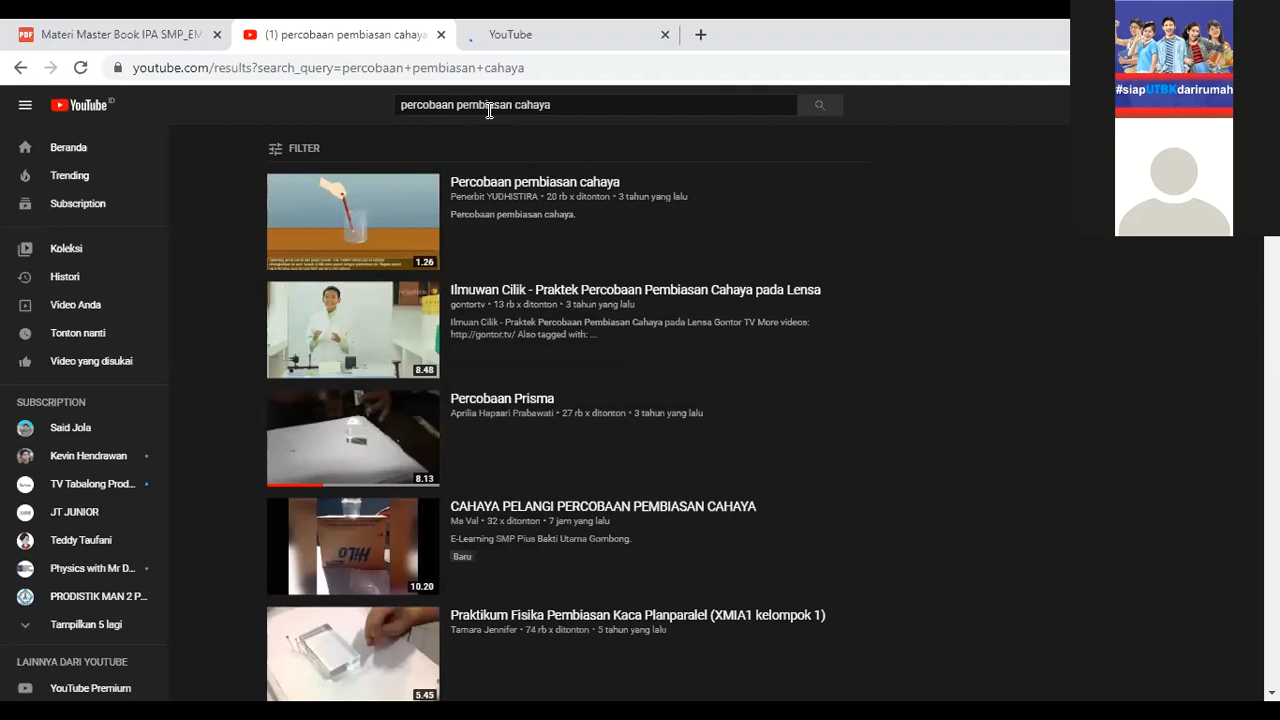 Materi Master Book IPA SMP_EM
(1) percobaan pembiasan cahaya
YouTube
youtube.com/results?search_query=percobaan+pembiasan+cahaya
YouTube ID
percobaan pembiasan cahaya
#siapUTBKdarirumah
Beranda
Trending
Subscription
Koleksi
Histori
Video Anda
Tonton nanti
Video yang disukai
SUBSCRIPTION
Said Jola
Kevin Hendrawan
TV Tabalong Prod...
JT JUNIOR
Teddy Taufani
Physics with Mr D...
PRODISTIK MAN 2 P...
Tampilkan 5 lagi
LAINNYA DARI YOUTUBE
YouTube Premium
FILTER
Percobaan pembiasan cahaya
Penerbit YUDHISTIRA • 20 rb x ditonton • 3 tahun yang lalu
Percobaan pembiasan cahaya.
1.26
Ilmuwan Cilik - Praktek Percobaan Pembiasan Cahaya pada Lensa
gontortv • 13 rb x ditonton • 3 tahun yang lalu
Ilmuan Cilik - Praktek Percobaan Pembiasan Cahaya pada Lensa Gontor TV More videos:
http://gontor.tv/ Also tagged with: ...
8.48
Percobaan Prisma
Aprilia Hapsari Prabawati • 27 rb x ditonton • 3 tahun yang lalu
8.13
CAHAYA PELANGI PERCOBAAN PEMBIASAN CAHAYA
Ms Val • 32 x ditonton • 7 jam yang lalu
E-Learning SMP Pius Bakti Utama Gombong.
Baru
10.20
Praktikum Fisika Pembiasan Kaca Planparalel (XMIA1 kelompok 1)
Tamara Jennifer • 74 rb x ditonton • 5 tahun yang lalu
5.45